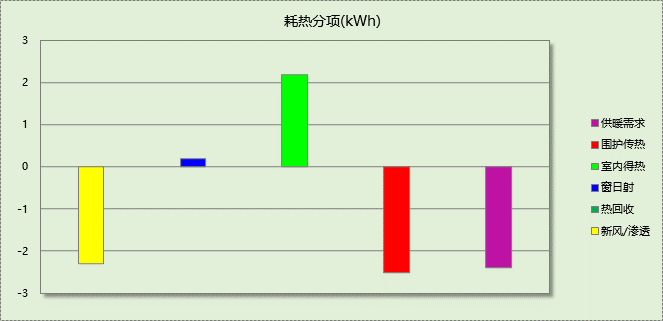 耗热分项(kWh)
3
2
1
0
-1
-2
-3
供暖需求
围护传热
室内得热
窗日射
热回收
新风/渗透